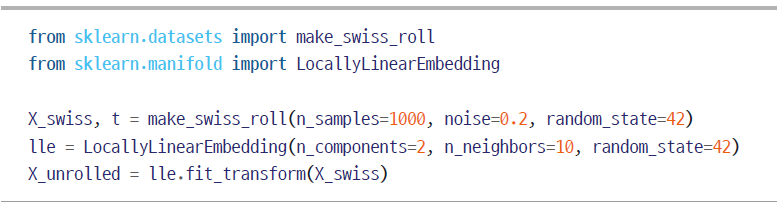 from sklearn.datasets import make_swiss_roll
from sklearn.manifold import LocallyLinearEmbedding
X_swiss, t = make_swiss_roll(n_samples=1000, noise=0.2, random_state=42)
lle = LocallyLinearEmbedding(n_components=2, n_neighbors=10, random_state=42)
X_unrolled = lle.fit_transform(X_swiss)